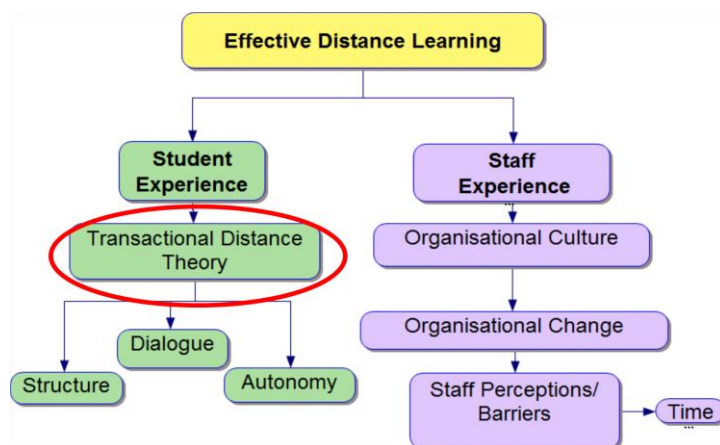 Effective Distance Learning
Student
Experience
Staff
Experience
...
Transactional Distance
Theory
Organisational Culture
Organisational Change
Dialogue
Structure
Autonomy
Staff Perceptions/
Barriers
Time
...